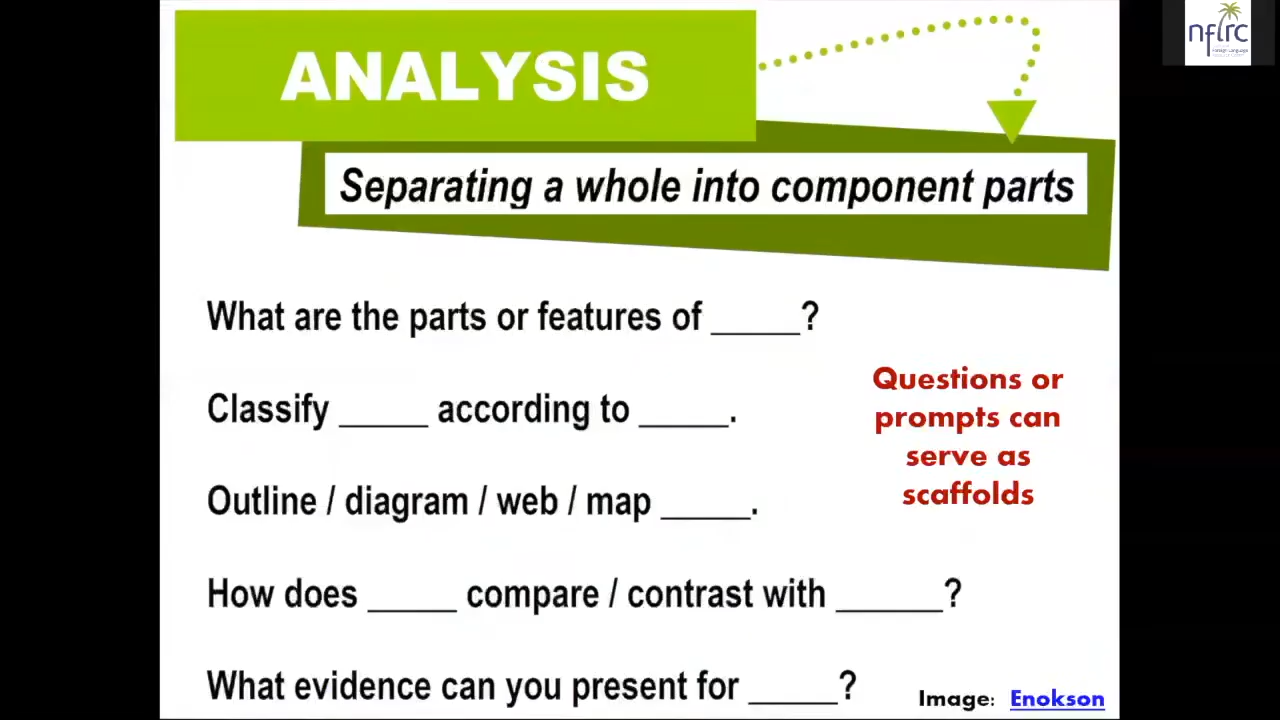 nflrc
ANALYSIS
Separating a whole into component parts
What are the parts or features of _____?
Classify _____ according to _____.
Questions or
prompts can
serve as
scaffolds
Outline / diagram / web / map _____.
How does _____ compare / contrast with ______?
What evidence can you present for _____?
Image: Enokson